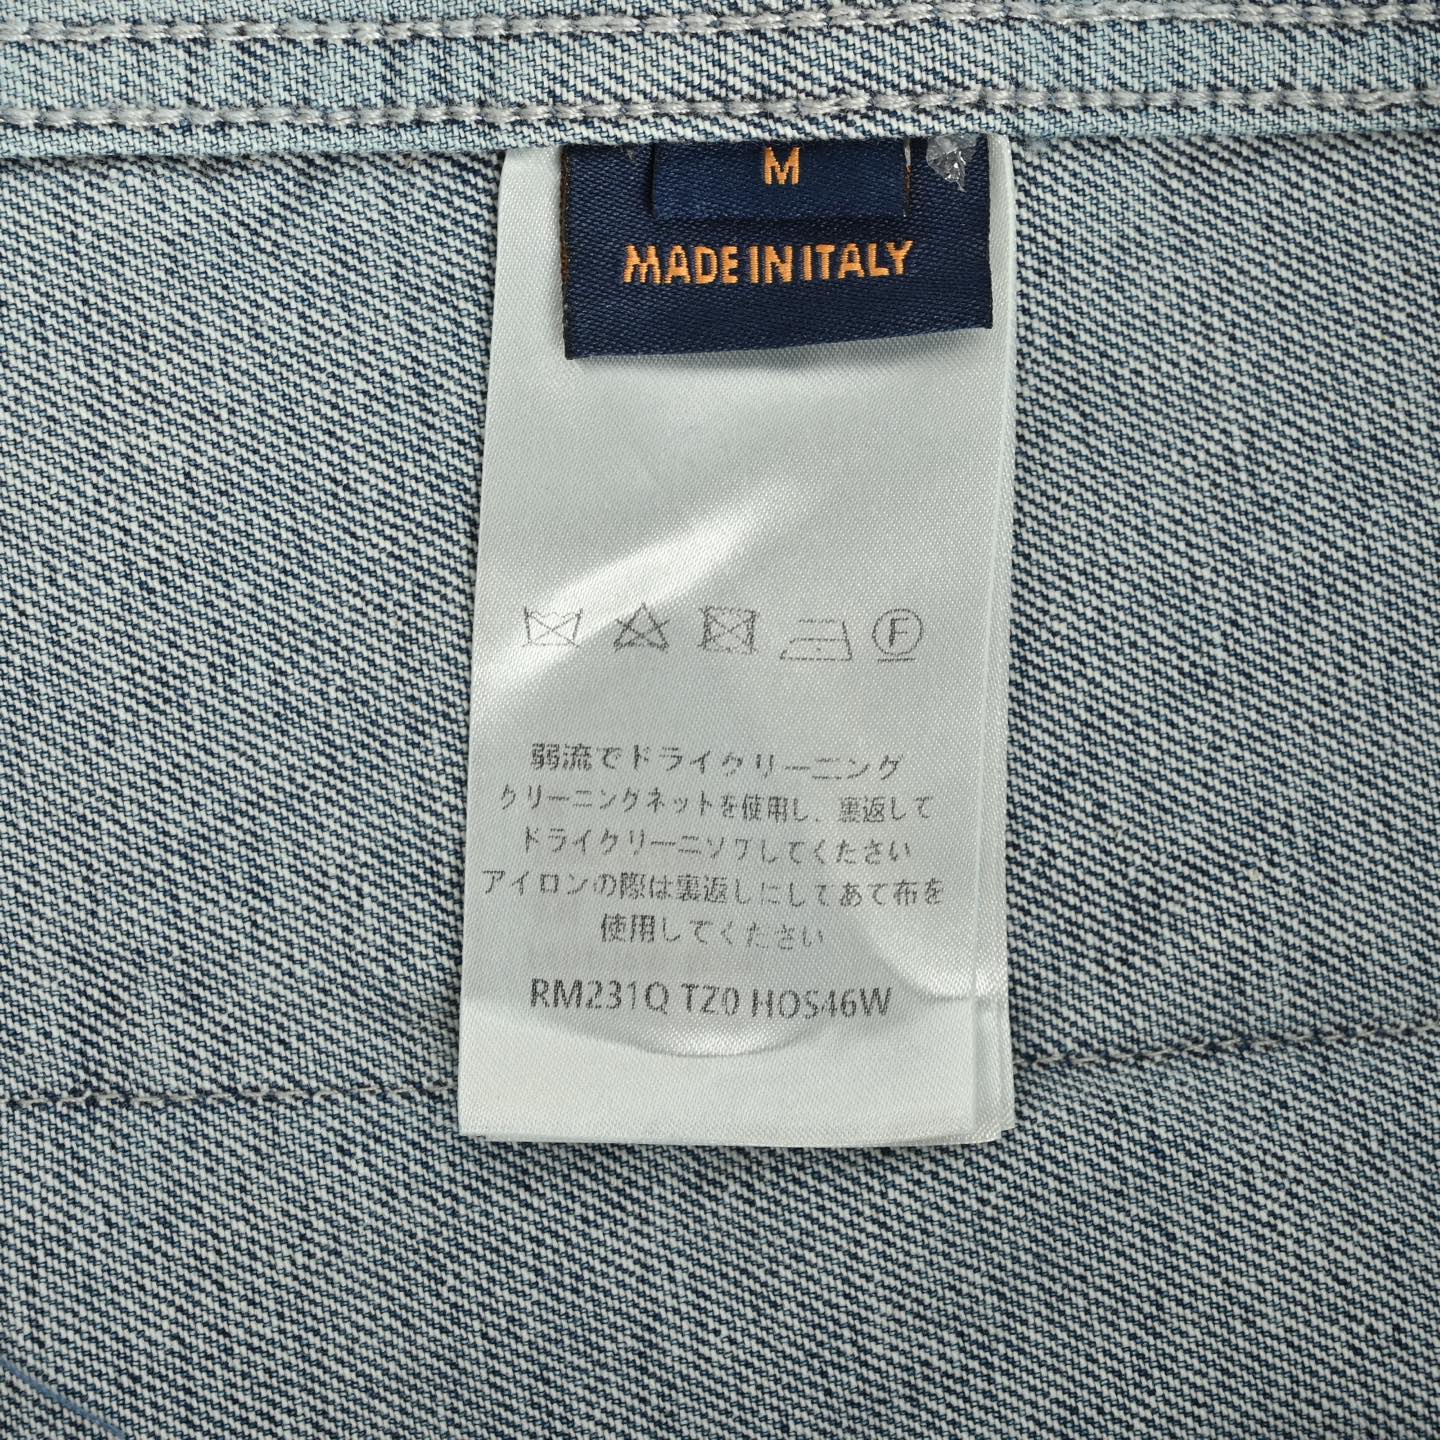 M
MADE IN ITALY
F
弱流でドライクリーニング
クリーニングネットを使用し、裏返して
ドライクリーニソフしてください
アイロンの際は裏返しにしてあて布を
使用してください
RM231Q TZ0 HOS46W